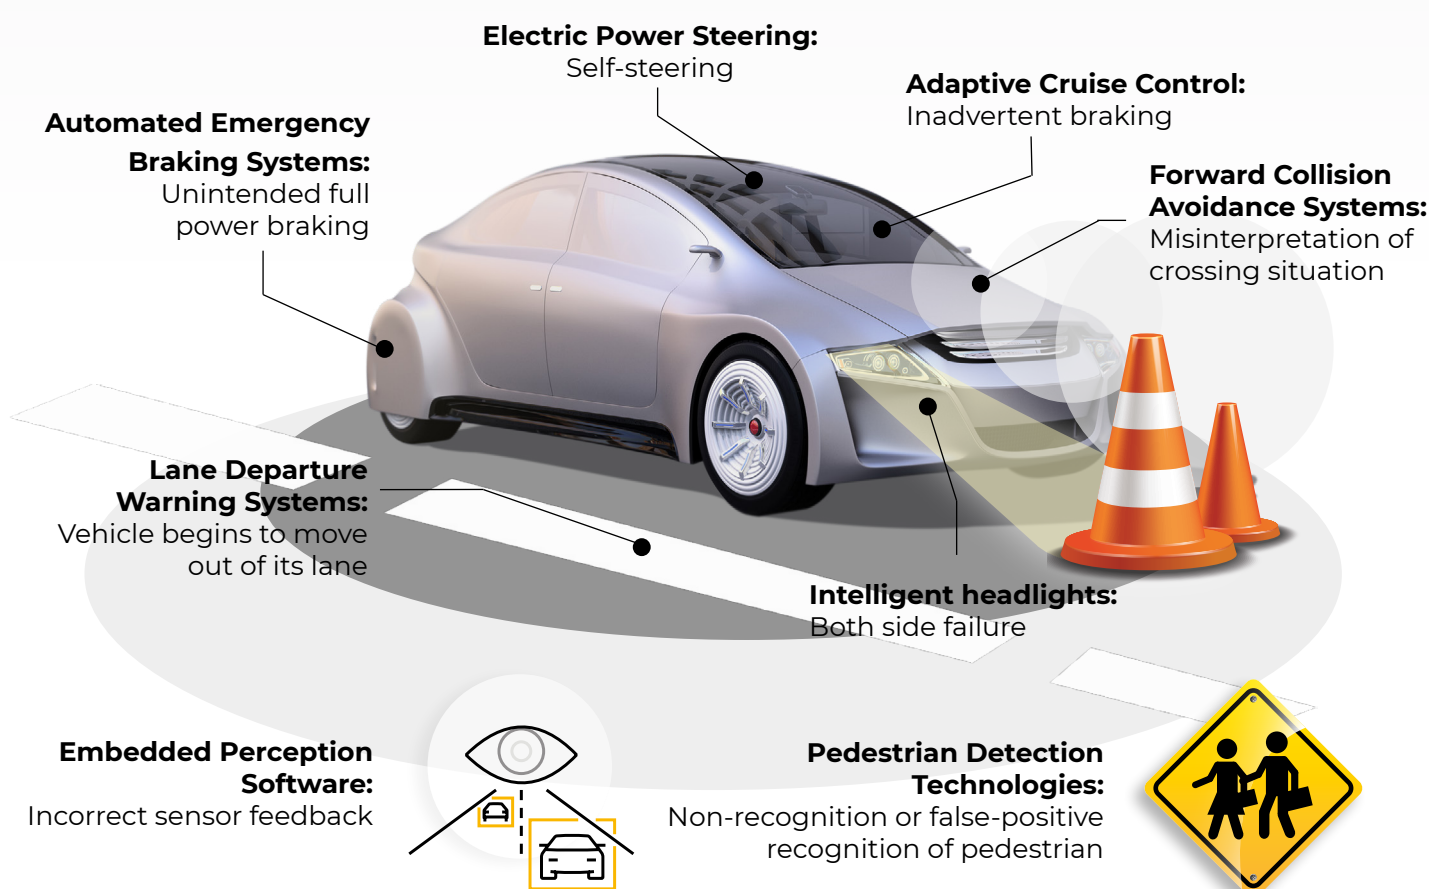 Electric Power Steering:
Self-steering
Adaptive Cruise Control:
Inadvertent braking
Automated Emergency
Braking Systems:
Unintended full
power braking
Forward Collision
Avoidance Systems:
Misinterpretation of
crossing situation
Lane Departure
Warning Systems:
Vehicle begins to move
out of its lane
Intelligent headlights:
Both side failure
Embedded Perception
Software:
Incorrect sensor feedback
Pedestrian Detection
Technologies:
Non-recognition or false-positive
recognition of pedestrian